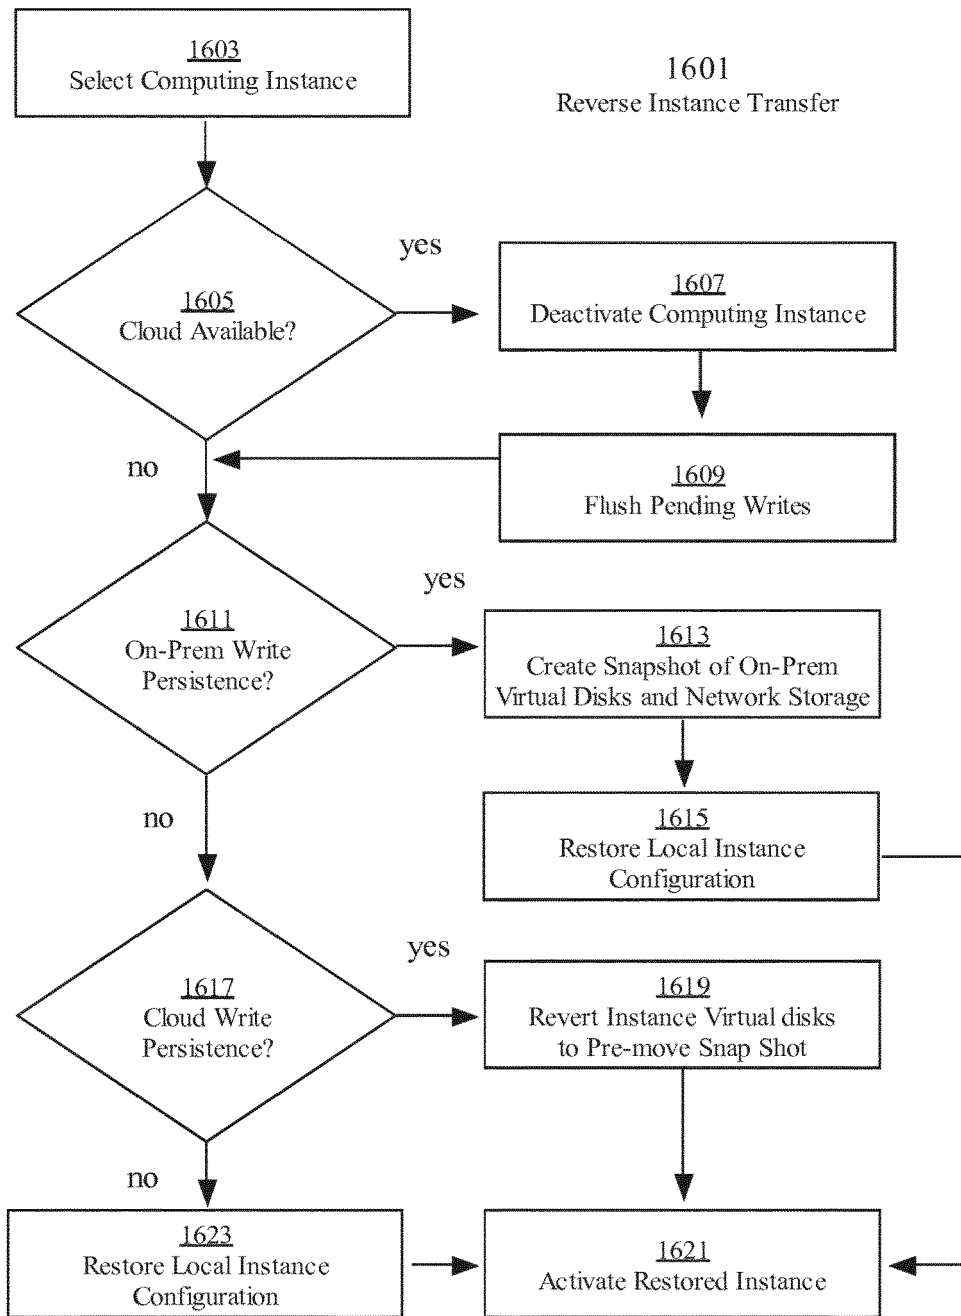 1603
Select Computing Instance
1601
Reverse Instance Transfer
yes
1605
Cloud Available?
1607
Deactivate Computing Instance
no
1609
Flush Pending Writes
yes
1611
On-Prem Write
Persistence?
1613
Create Snapshot of On-Prem
Virtual Disks and Network Storage
no
1615
Restore Local Instance
Configuration
yes
1617
Cloud Write
Persistence?
1619
Revert Instance Virtual disks
to Pre-move Snap Shot
no
1623
Restore Local Instance
Configuration
1621
Activate Restored Instance